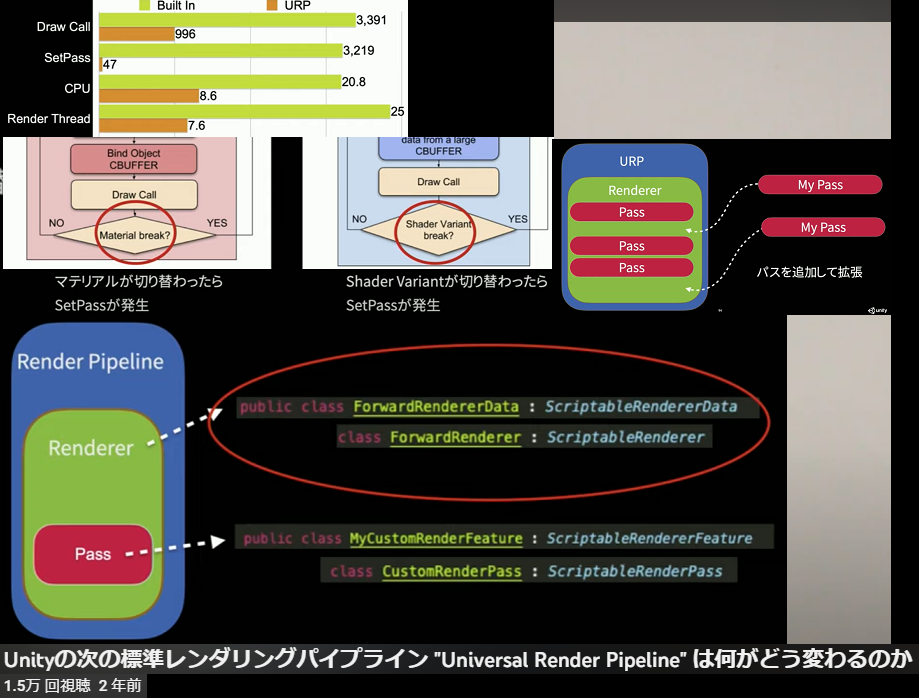 Built In
URP
Draw Call
3,391
996
SetPass
3,219
47
CPU
20.8
8.6
Render Thread
25
7.6
Bind Object
CBUFFER
Draw Call
NO
YES
Material break?
data from a large
CBUFFER
Draw Call
NO
YES
Shader Variant
break?
マテリアルが切り替わったら
SetPassが発生
Shader Variantが切り替わったら
SetPassが発生
URP
Renderer
Pass
Pass
Pass
My Pass
My Pass
パスを追加して拡張
unity
Render Pipeline
Renderer
Pass
public class ForwardRendererData : ScriptableRendererData
class ForwardRenderer : ScriptableRenderer
public class MyCustomRenderFeature : ScriptableRendererFeature
class CustomRenderPass : ScriptableRenderPass
Unityの次の標準レンダリングパイプライン "Universal Render Pipeline" は何がどう変わるのか
1.5万 回視聴 2 年前